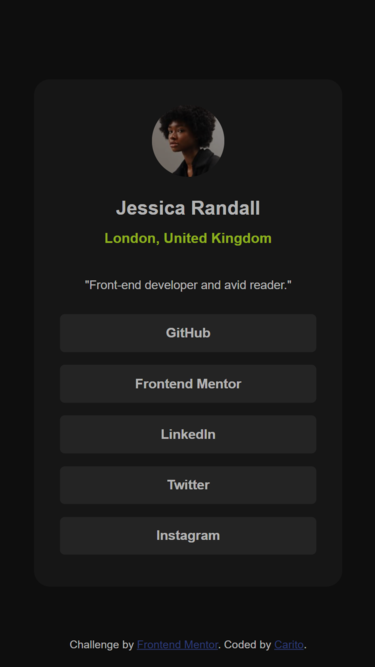 Jessica Randall
London, United Kingdom
"Front-end developer and avid reader."
GitHub
Frontend Mentor
LinkedIn
Twitter
Instagram
Challenge by Frontend Mentor. Coded by Carito.